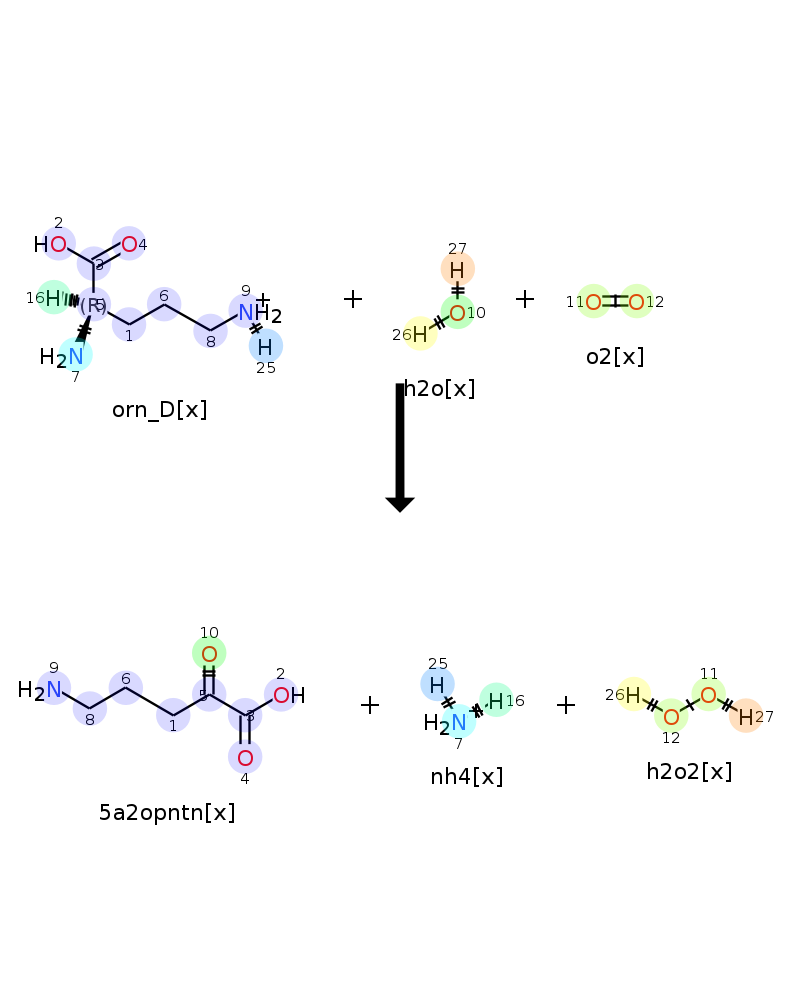 2
HO
O4
3
16H
(R)
5
6
9
NH2
+
1
8
H2N
7
H
25
orn_D[x]
+
27
H
O10
26H
h2o[x]
+
11O
O12
o2[x]
10
O
9
H2N
8
6
1
5
3
2
OH
O
4
5a2opntn[x]
+
25
H
H16
H2N
7
nh4[x]
+
26H
O
12
11
O
H27
h2o2[x]